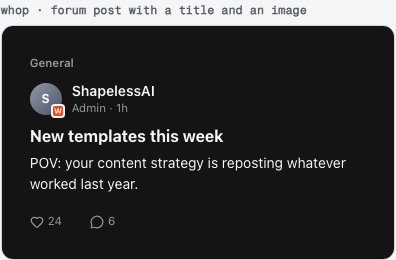 whop · forum post with a title and an image
General
S
W
ShapelessAI
Admin · 1h
New templates this week
POV: your content strategy is reposting whatever
worked last year.
24 6